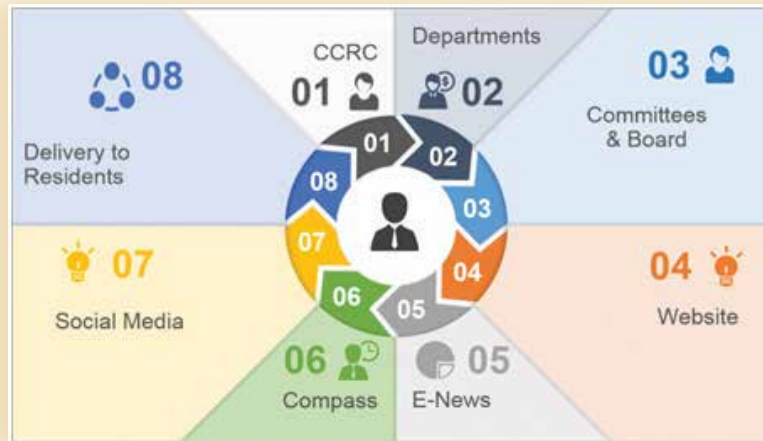 CCRC
01
Departments
02
03
Committees
& Board
04
Website
05
E-News
06
Compass
07
Social Media
08
Delivery to
Residents
01
02
03
04
05
06
07
08
$